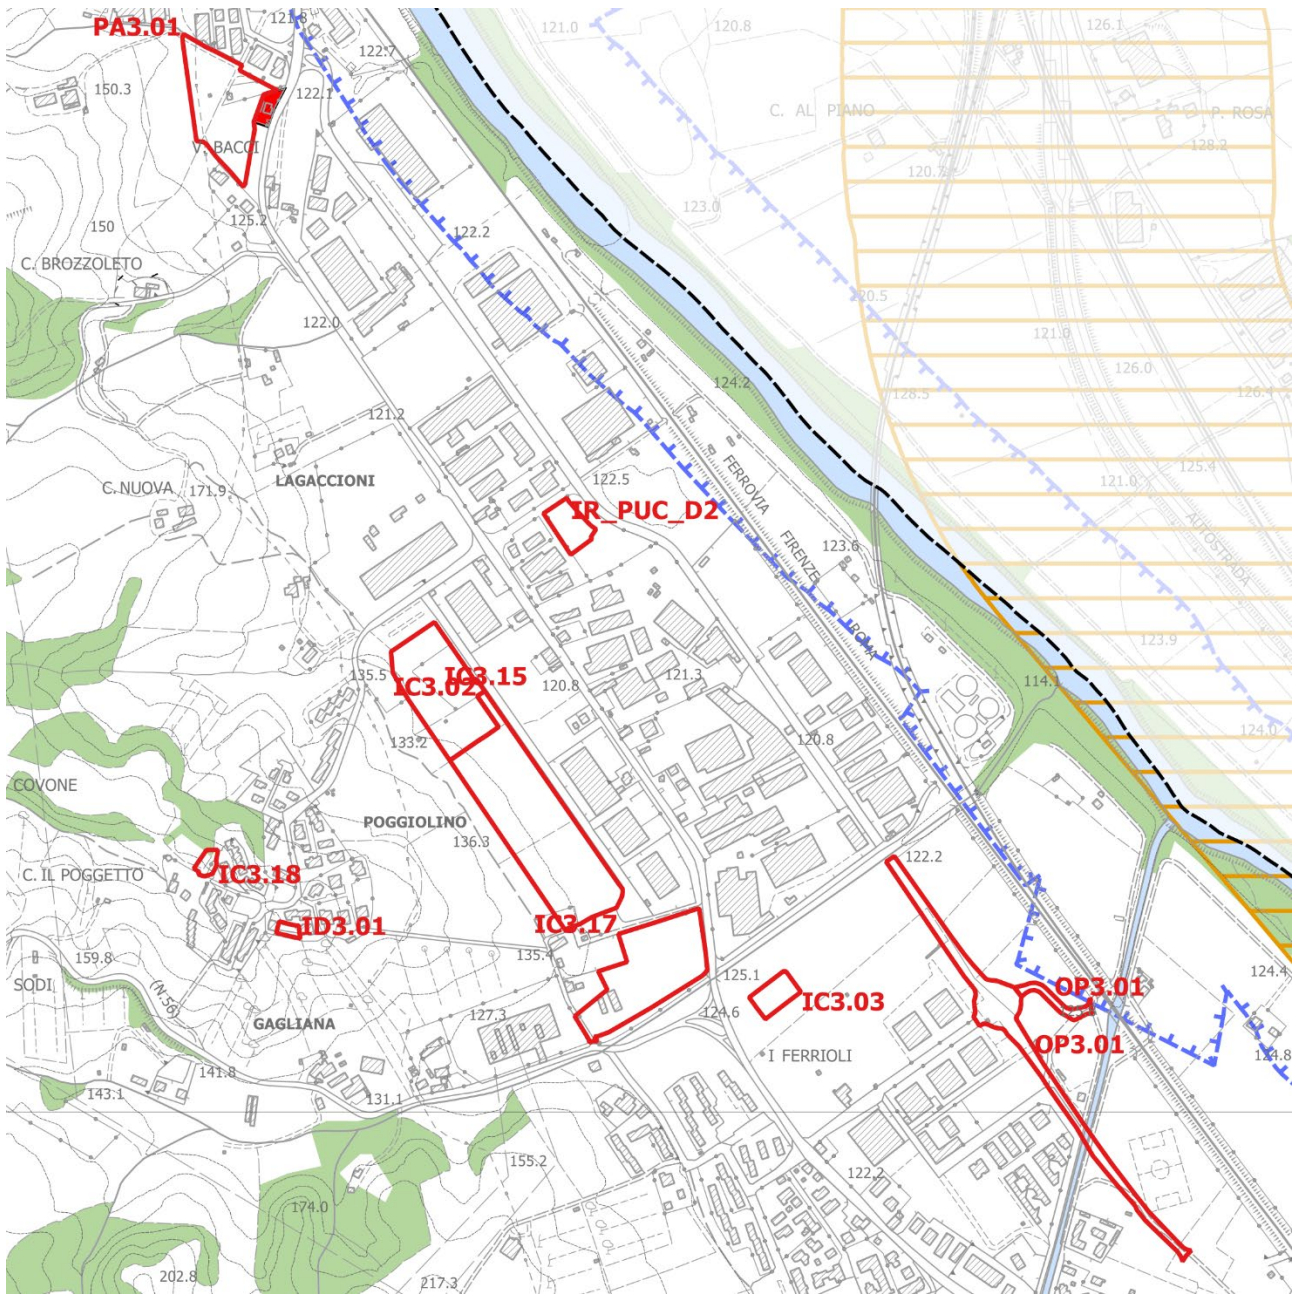 121.8
PA3.01
121.0
120.8
126.1
122.7
150.3
122.1
C. AL PIANO
P. ROSA
V. BACCI
128.2
120.7
123.0
125.2
150
122.2
C. BROZZOLETO
120.5
122.0
121.0
126.0
124.2
128.5
126.4
121.2
125.4
LAGACCIONI
122.5
FERROVIA
121.0
C. NUOVA
171.9
IR_PUC_D2
AUTOSTRADA
FIRENZE
123.6
ROMA
123.9
135.5
IC3.15
IC3.02
121.3
120.8
114.1
124.0
133.2
120.8
COVONE
POGGIOLINO
136.3
122.2
C. IL POGGETTO
IC3.18
IC3.17
ID3.01
135.4
159.8
125.1
124.4
SODI
(N.56)
OP3.01
IC3.03
127.3
124.6
GAGLIANA
OP3.01
I FERRIOLI
124.8
141.8
143.1
131.1
155.2
122.2
174.0
202.8
217.3